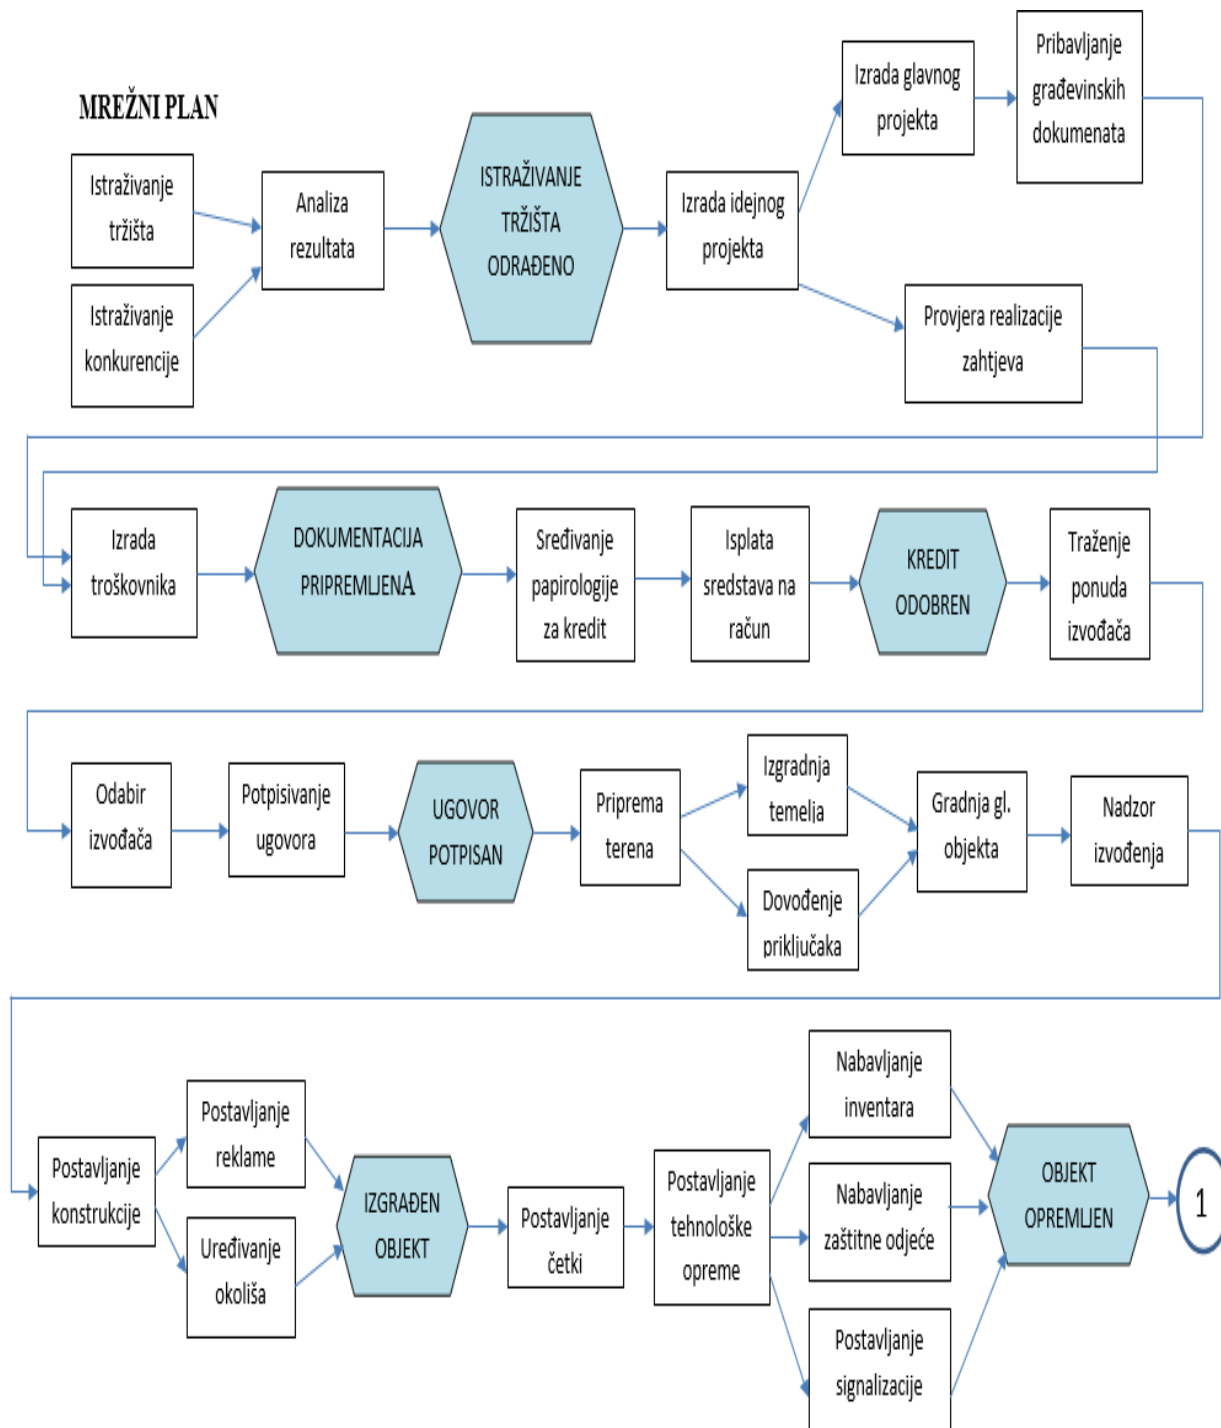 MREŽNI PLAN
Istraživanje
tržišta
Istraživanje
konkurencije
Analiza
rezultata
ISTRAŽIVANJE
TRŽIŠTA
ODRAĐENO
Izrada idejnog
projekta
Izrada glavnog
projekta
Pribavljanje
građevinskih
dokumenata
Provjera realizacije
zahtjeva
Izrada
troškovnika
DOKUMENTACIJA
PRIPREMLJENA
Sređivanje
papirologije
za kredit
Isplata
sredstava na
račun
KREDIT
ODOBREN
Traženje
ponuda
izvođača
Odabir
izvođača
Potpisivanje
ugovora
UGOVOR
POTPISAN
Priprema
terena
Izgradnja
temelja
Dovođenje
priključaka
Gradnja gl.
objekta
Nadzor
izvođenja
Postavljanje
konstrukcije
Postavljanje
reklame
Uređivanje
okoliša
IZGRAĐEN
OBJEKT
Postavljanje
četki
Postavljanje
tehnološke
opreme
Nabavljanje
inventara
Nabavljanje
zaštitne odjeće
Postavljanje
signalizacije
OBJEKT
OPREMLJEN
1